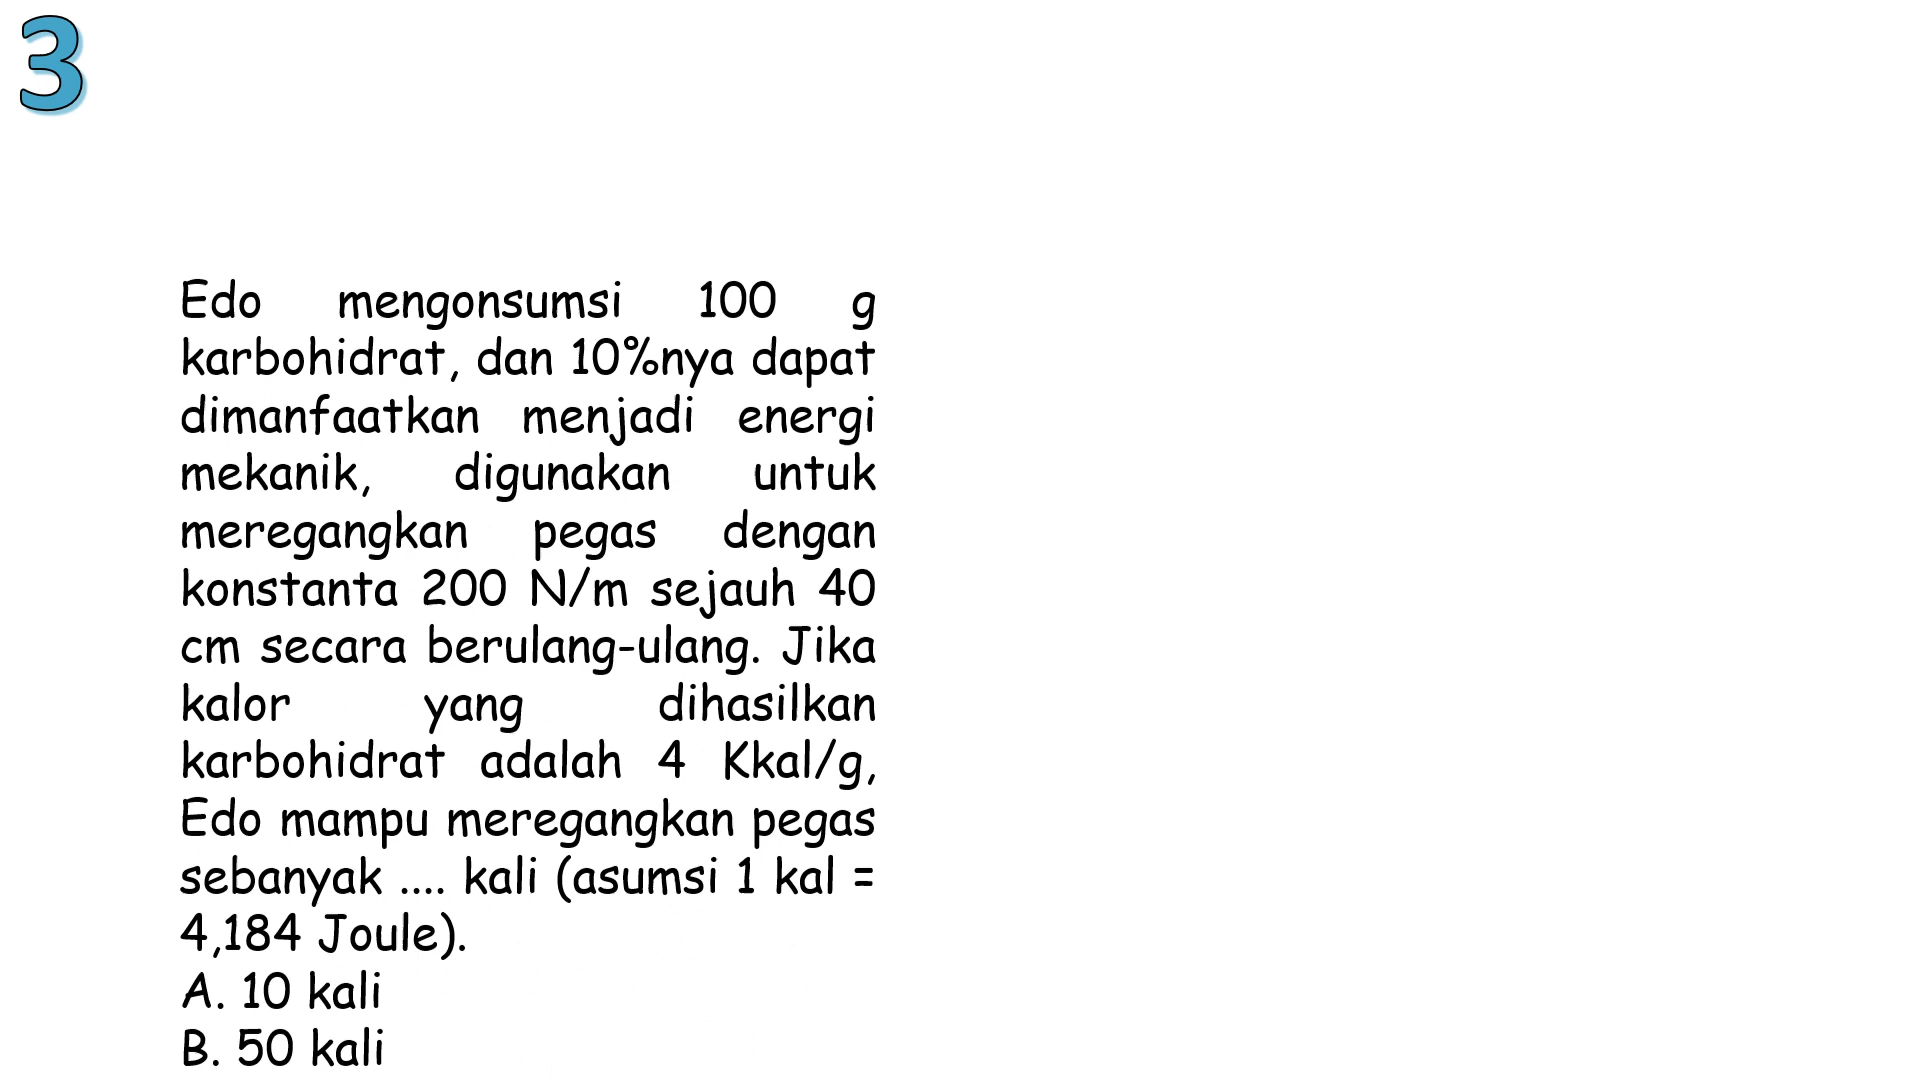 3
Edo mengonsumsi 100 g
karbohidrat, dan 10%nya dapat
dimanfaatkan menjadi energi
mekanik, digunakan untuk
meregangkan pegas dengan
konstanta 200 N/m sejauh 40
cm secara berulang-ulang. Jika
kalor yang dihasilkan
karbohidrat adalah 4 Kkal/g,
Edo mampu meregangkan pegas
sebanyak .... kali (asumsi 1 kal =
4,184 Joule).
A. 10 kali
B. 50 kali